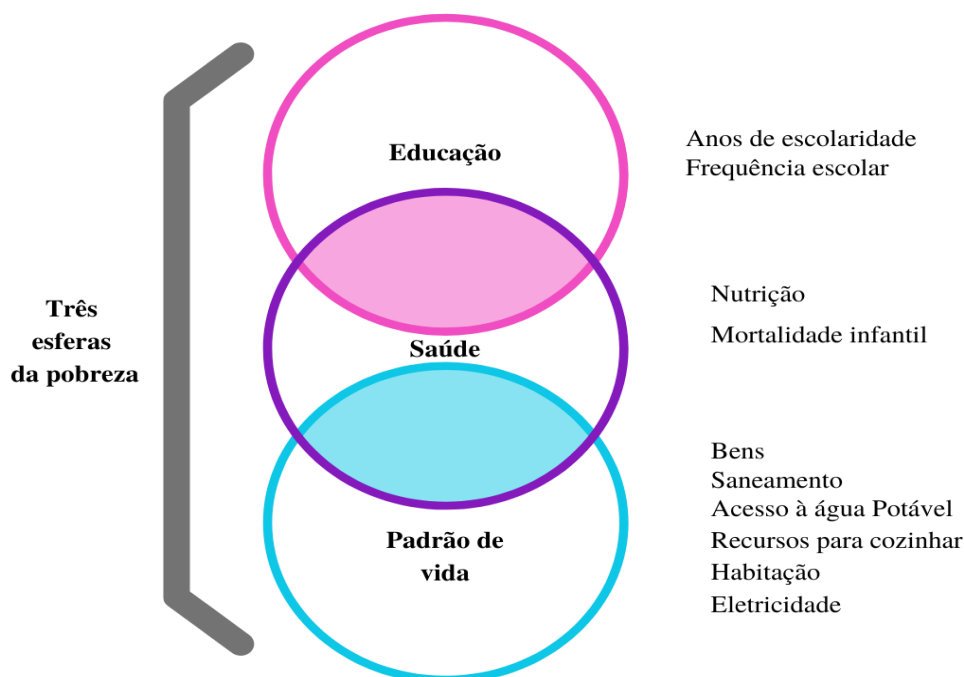 Três
esferas
da pobreza
Educação
Anos de escolaridade
Frequência escolar
Saúde
Nutrição
Mortalidade infantil
Padrão de
vida
Bens
Saneamento
Acesso à água Potável
Recursos para cozinhar
Habitação
Eletricidade